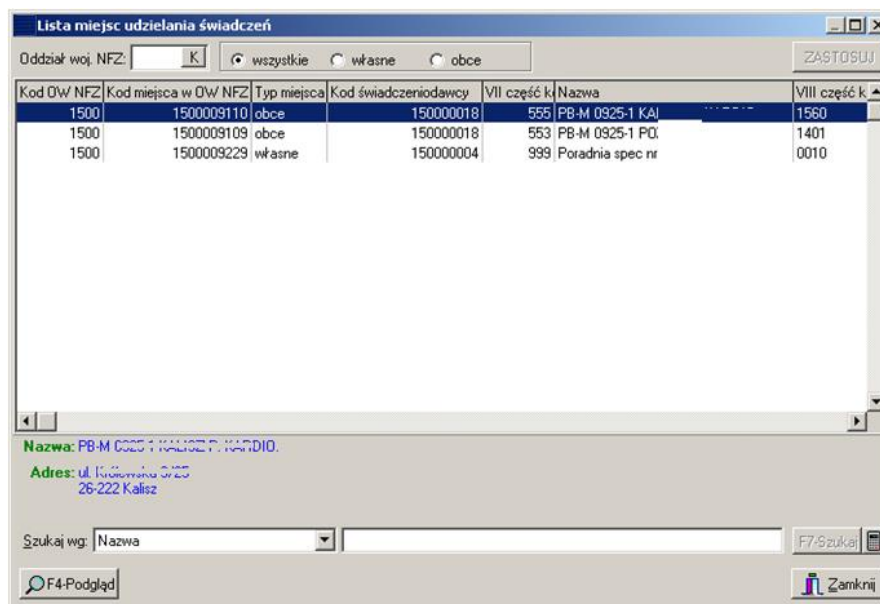 Lista miejsc udzielania świadczeń
Oddział woj. NFZ: K wszystkie własne obce ZASTOSUJ
Kod OW NFZ Kod miejsca w OW NFZ Typ miejsca Kod świadczeniodawcy VII część k Nazwa VIII część k
1500 1500009110 obce 150000018 555 PB-M 0925-1 KAL 1560
1500 1500009109 obce 150000018 553 PB-M 0925-1 PO 1401
1500 1500009229 własne 150000004 999 Poradnia spec nr 0010
Nazwa: PB-M
Adres: ul.
26-222 Kalisz
Szukaj wg: Nazwa F7-Szukaj
F4-Podgląd Zamknij